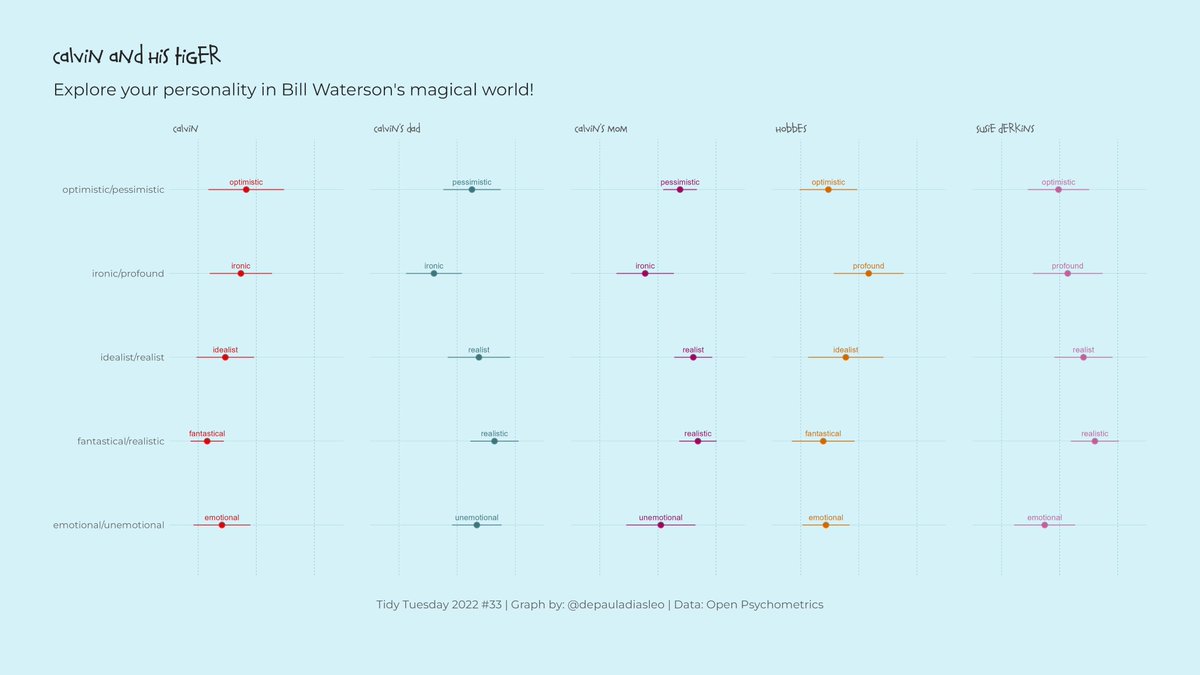 calvin and his tiger
Explore your personality in Bill Waterson's magical world!
calvin calvin's dad calvin's mom Hobbes susie derkins
optimistic/pessimistic optimistic pessimistic pessimistic optimistic optimistic
ironic/profound ironic ironic ironic profound profound
idealist/realist idealist realist realist idealist realist
fantastical/realistic fantastical realistic realistic fantastical realistic
emotional/unemotional emotional unemotional unemotional emotional emotional
Tidy Tuesday 2022 #33 | Graph by: @depauladiasleo | Data: Open Psychometrics